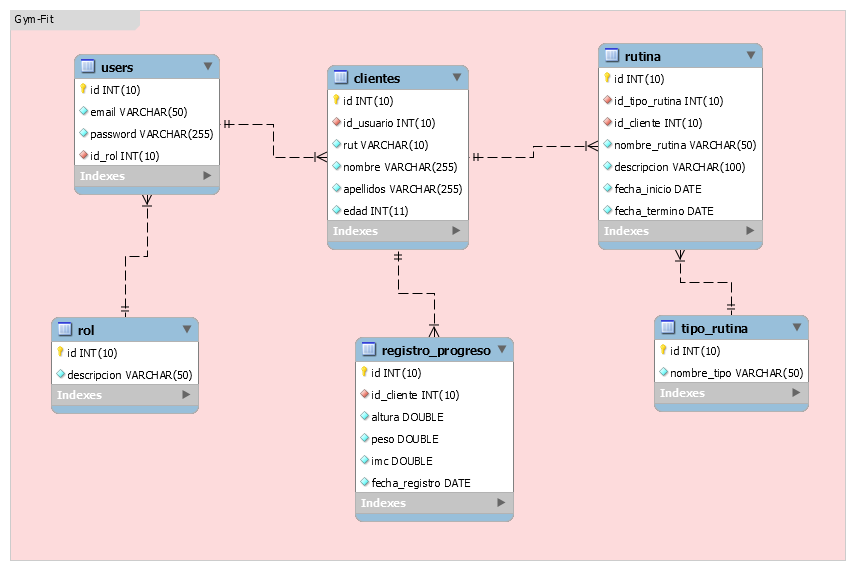 Gym-Fit
users
id INT(10)
email VARCHAR(50)
password VARCHAR(255)
id_rol INT(10)
Indexes
clientes
id INT(10)
id_usuario INT(10)
rut VARCHAR(10)
nombre VARCHAR(255)
apellidos VARCHAR(255)
edad INT(11)
Indexes
rutina
id INT(10)
id_tipo_rutina INT(10)
id_cliente INT(10)
nombre_rutina VARCHAR(50)
descripcion VARCHAR(100)
fecha_inicio DATE
fecha_termino DATE
Indexes
rol
id INT(10)
descripcion VARCHAR(50)
Indexes
registro_progreso
id INT(10)
id_cliente INT(10)
altura DOUBLE
peso DOUBLE
imc DOUBLE
fecha_registro DATE
Indexes
tipo_rutina
id INT(10)
nombre_tipo VARCHAR(50)
Indexes